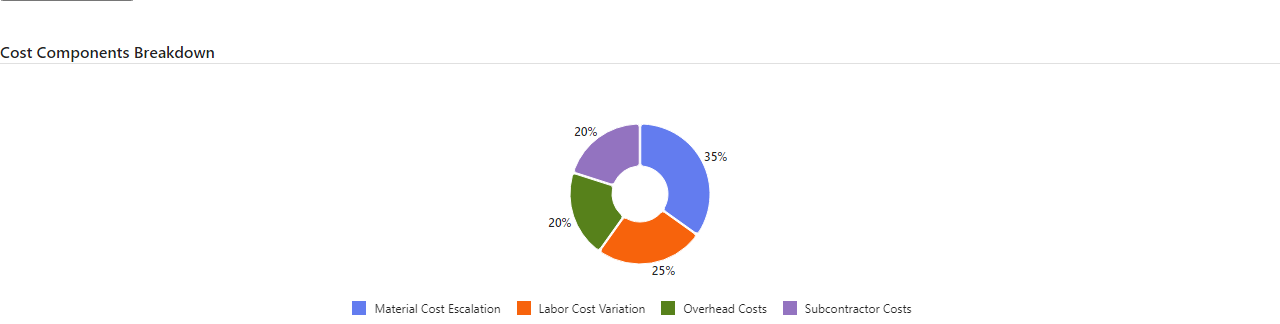 Cost Components Breakdown
20%
35%
20%
25%
Material Cost Escalation
Labor Cost Variation
Overhead Costs
Subcontractor Costs